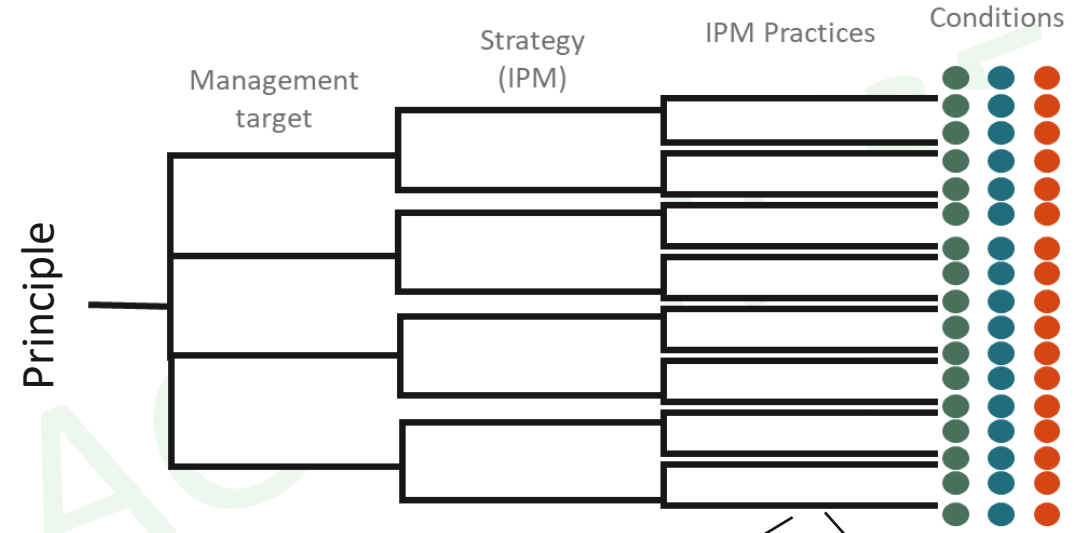 Conditions
IPM Practices
Strategy
(IPM)
Management
target
Principle